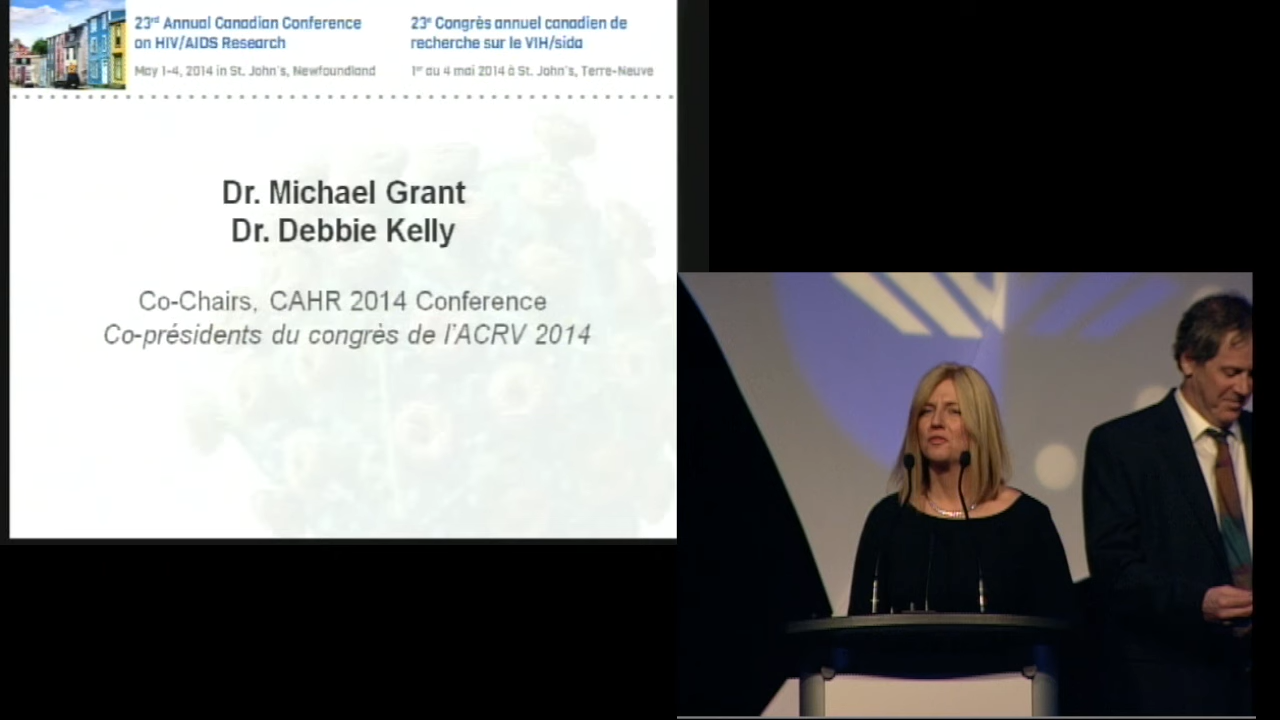 23rd Annual Canadian Conference
on HIV/AIDS Research
May 1-4, 2014 in St. John's, Newfoundland
23e Congrès annuel canadien de
recherche sur le VIH/sida
1er au 4 mai 2014 à St. John's, Terre-Neuve
Dr. Michael Grant
Dr. Debbie Kelly
Co-Chairs, CAHR 2014 Conference
Co-présidents du congrès de l'ACRV 2014